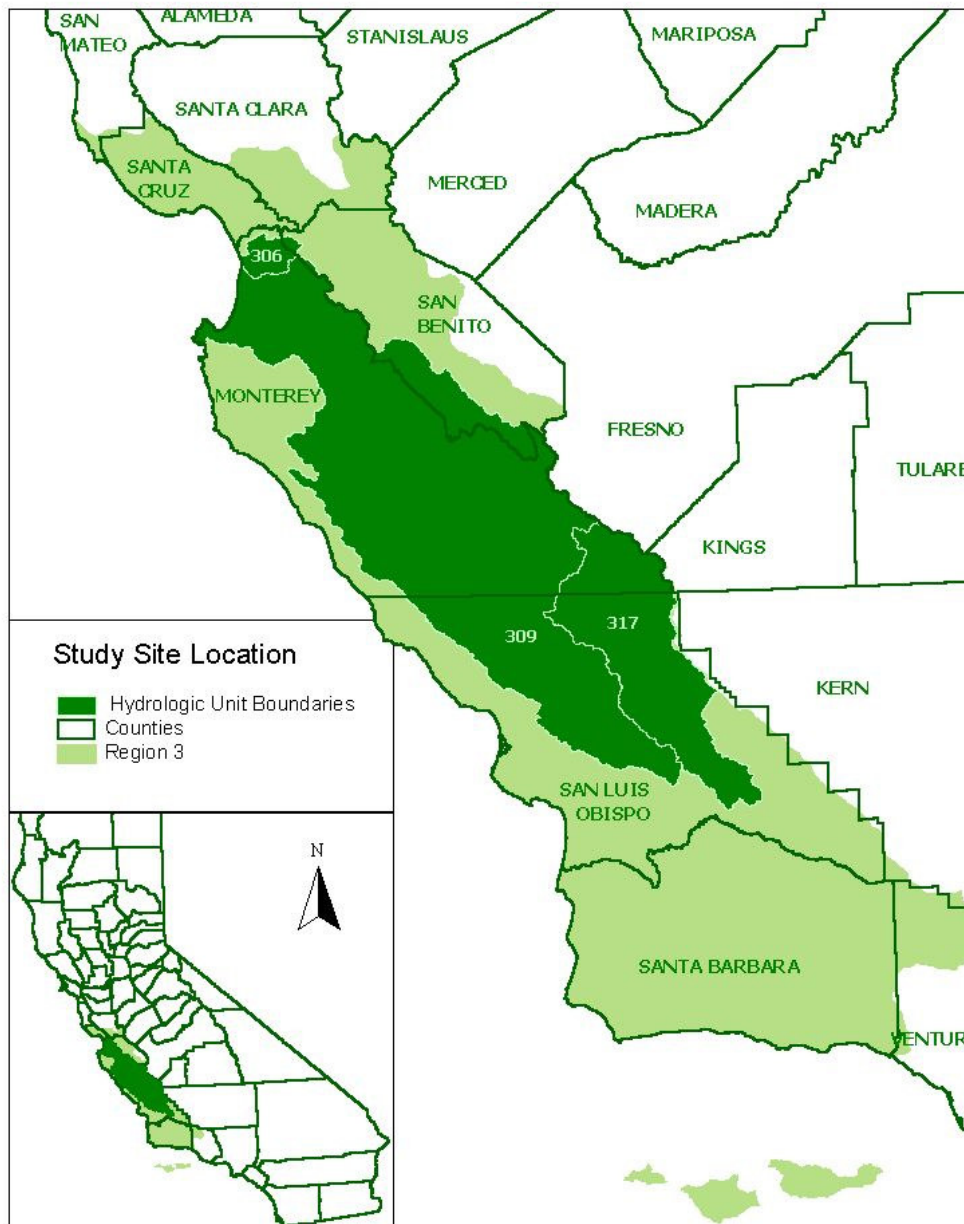 SAN
MATEO
ALAMEDA
STANISLAUS
MARIPOSA
SANTA CLARA
SANTA
CRUZ
MERCED
MADERA
306
SAN
BENITO
MONTEREY
FRESNO
TULARE
KINGS
309
317
KERN
Study Site Location
Hydrologic Unit Boundaries
Counties
Region 3
SAN LUIS
OBISPO
N
SANTA BARBARA
VENTUR